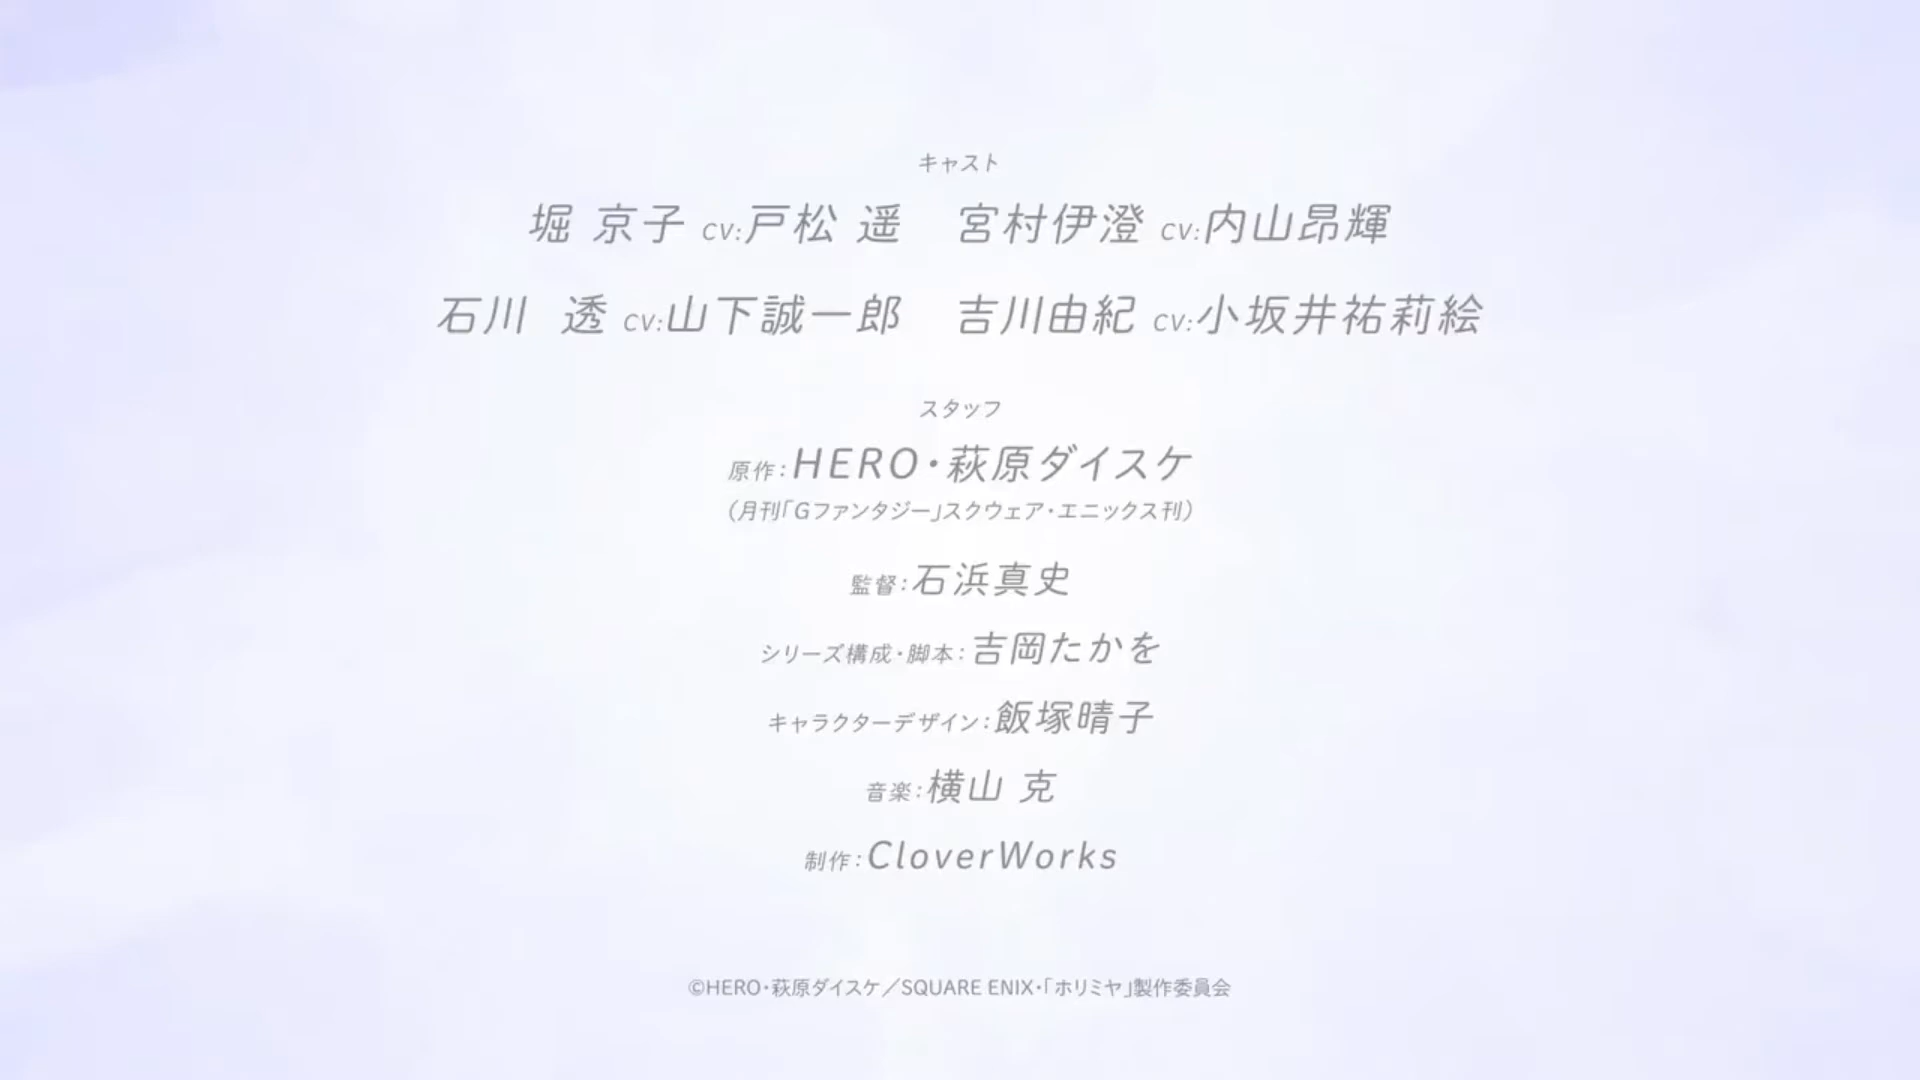 キャスト
堀 京子 CV:戸松 遥　宮村伊澄 CV:内山昂輝
石川 透 CV:山下誠一郎　吉川由紀 CV:小坂井祐莉絵
スタッフ
原作:HERO・萩原ダイスケ
(月刊「Gファンタジー」スクウェア・エニックス刊)
監督:石浜真史
シリーズ構成・脚本:吉岡たかを
キャラクターデザイン:飯塚晴子
音楽:横山 克
制作:CloverWorks
©HERO・萩原ダイスケ／SQUARE ENIX・「ホリミヤ」製作委員会